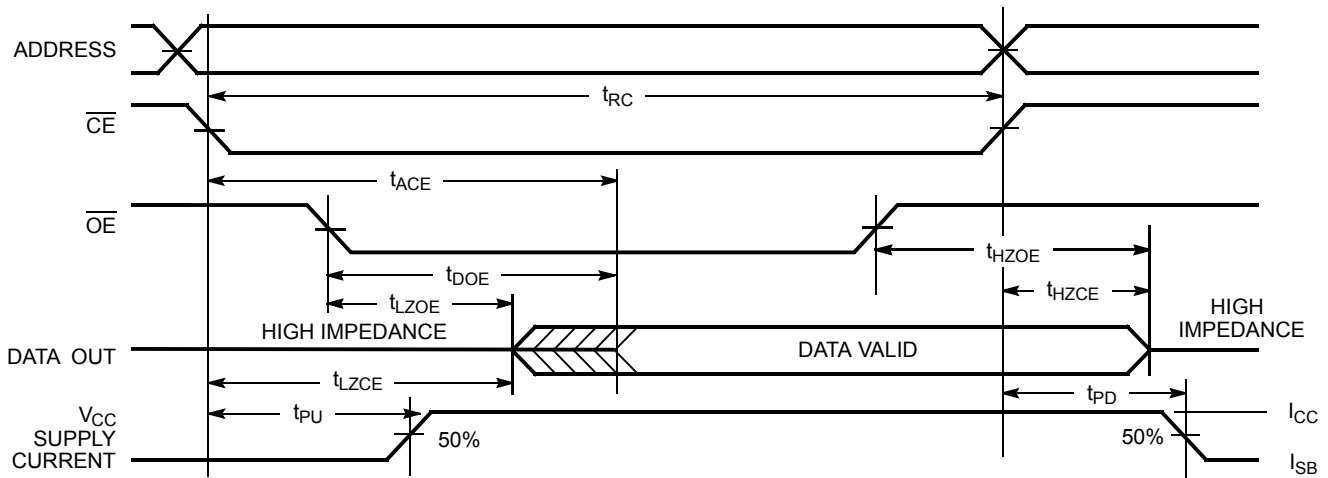 ADDRESS
tRC
CE
tACE
OE
tHZOE
tDOE
tHZCE
tLZOE
HIGH IMPEDANCE
HIGH IMPEDANCE
DATA OUT
DATA VALID
tLZCE
tPD
tPU
VCC SUPPLY CURRENT
50%
50%
ICC
ISB